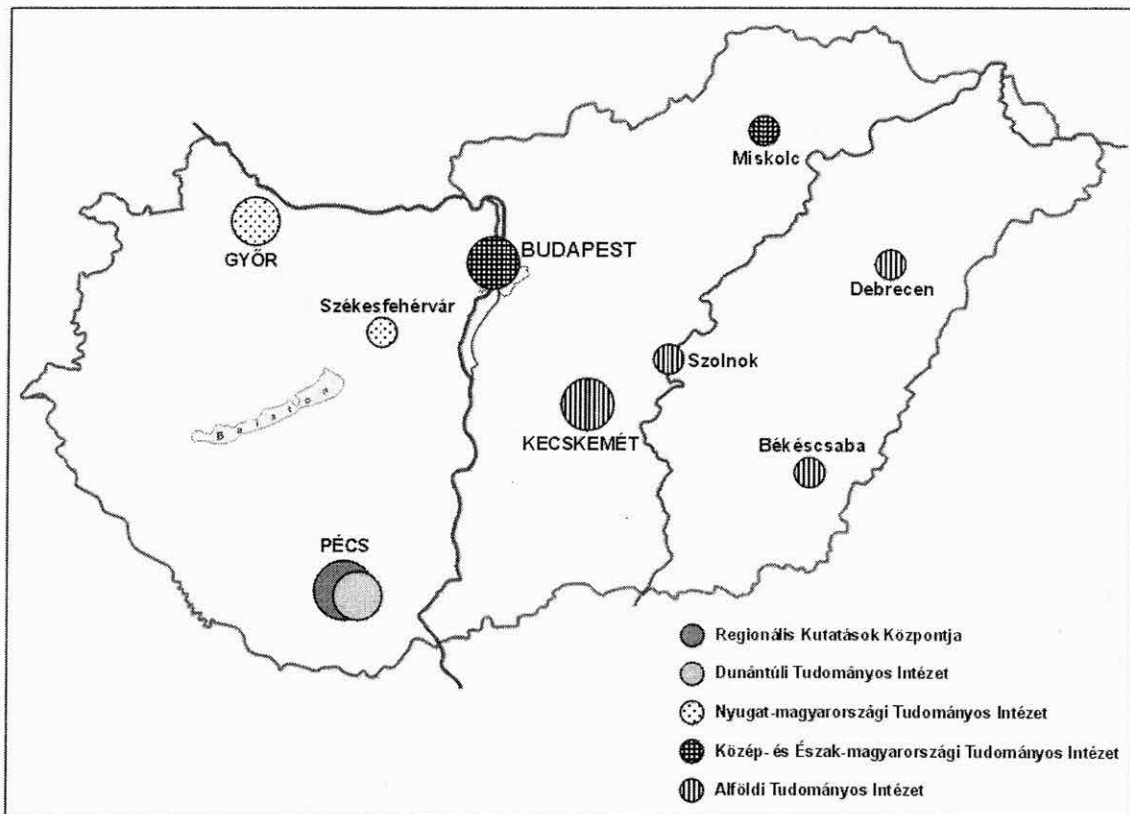 Miskolc
GYŐR
BUDAPEST
Debrecen
Székesfehérvár
Szolnok
Balaton
KECSKEMÉT
Békéscsaba
PÉCS
Regionális Kutatások Központja
Dunántúli Tudományos Intézet
Nyugat-magyarországi Tudományos Intézet
Közép- és Észak-magyarországi Tudományos Intézet
Alföldi Tudományos Intézet